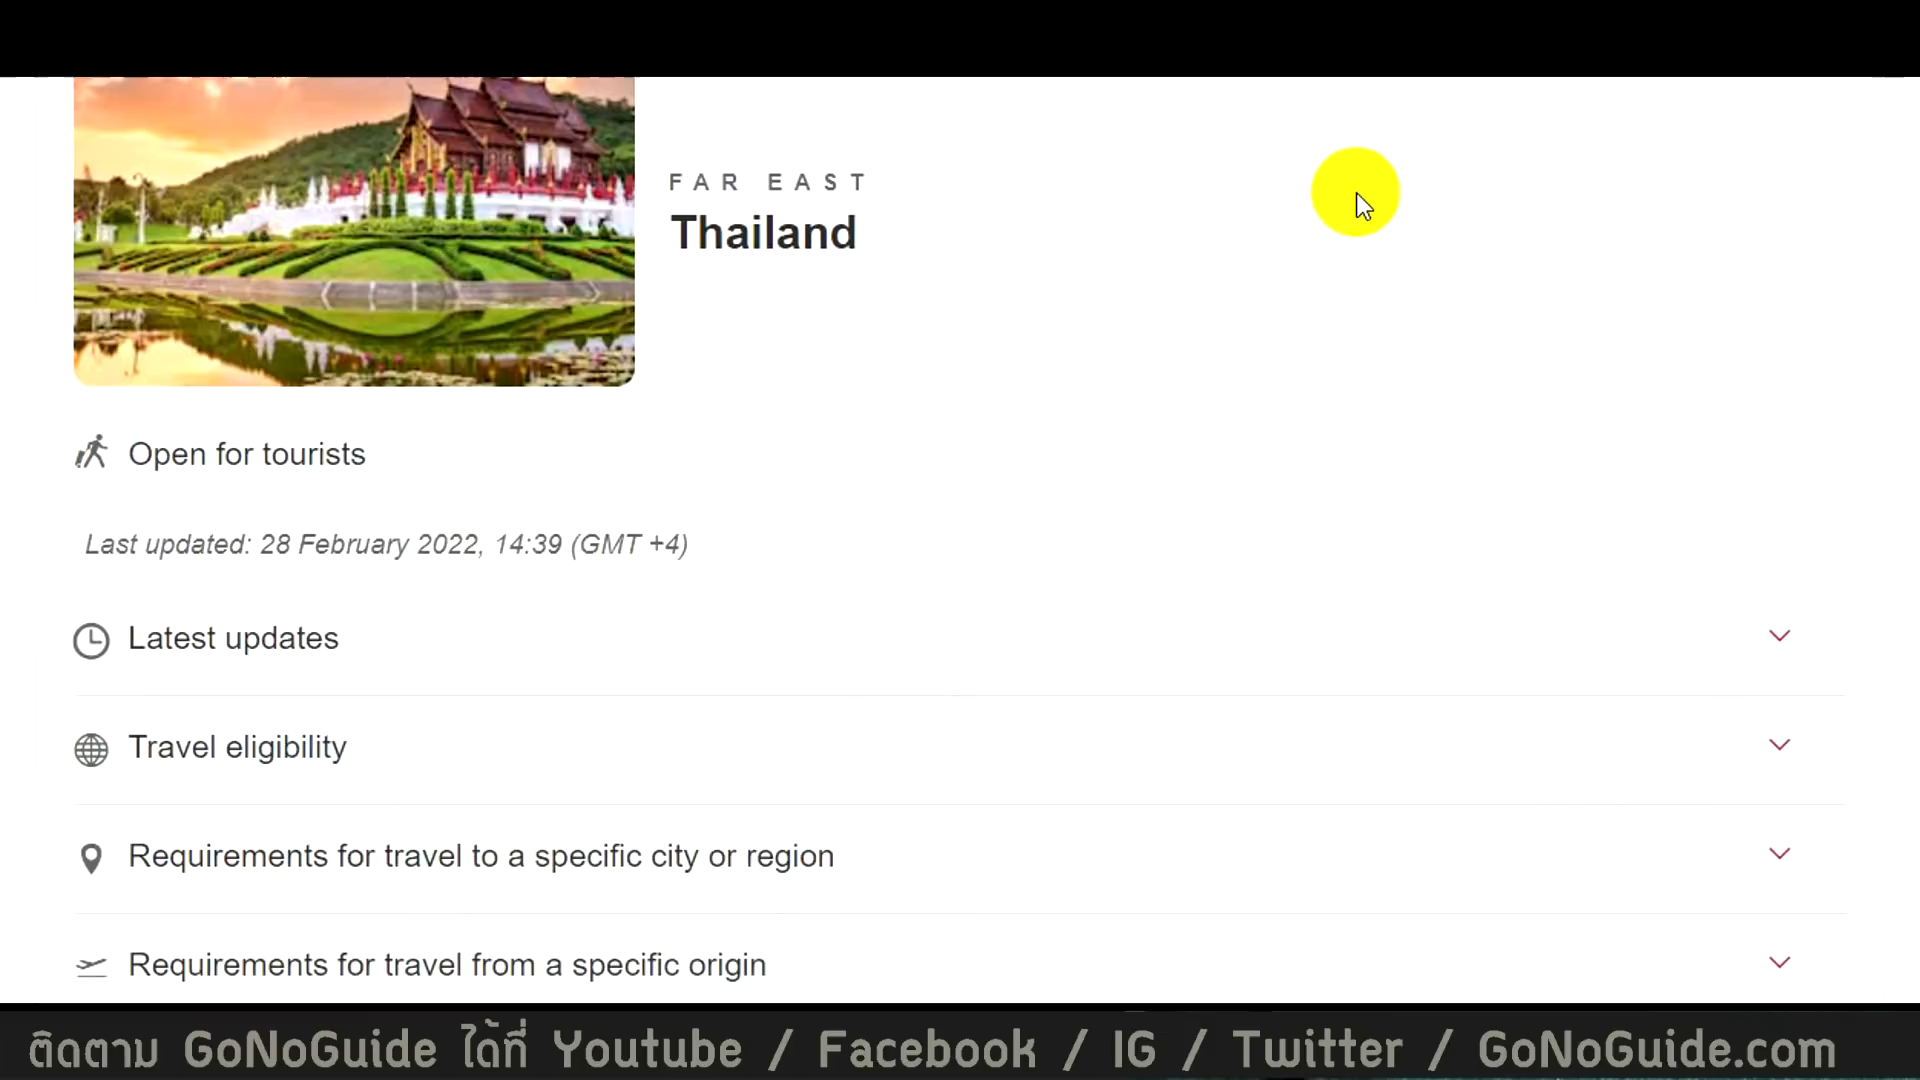 FAR EAST
Thailand
Open for tourists
Last updated: 28 February 2022, 14:39 (GMT +4)
Latest updates
Travel eligibility
Requirements for travel to a specific city or region
Requirements for travel from a specific origin
ติดตาม GoNoGuide ได้ที่ Youtube / Facebook / IG / Twitter / GoNoGuide.com